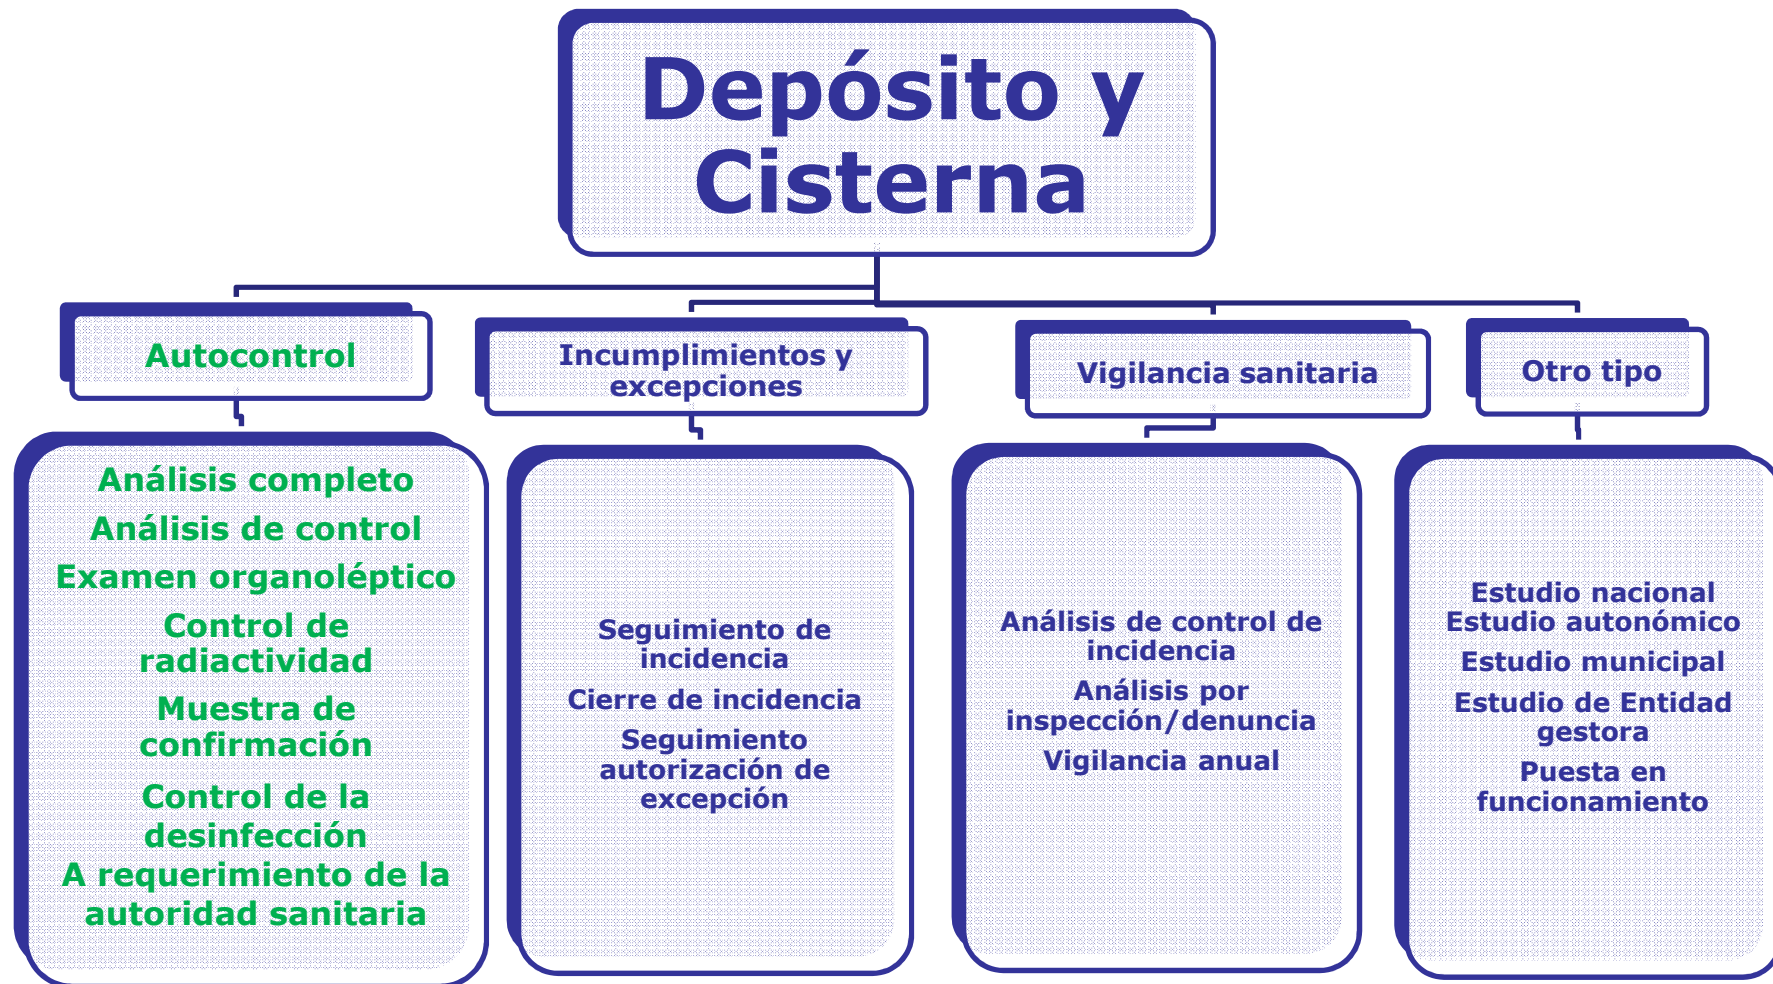 Depósito y
Cisterna
Autocontrol
Incumplimientos y
excepciones
Vigilancia sanitaria
Otro tipo
Análisis completo
Análisis de control
Examen organoléptico
Control de
radiactividad
Muestra de
confirmación
Control de la
desinfección
A requerimiento de la
autoridad sanitaria
Seguimiento de
incidencia
Cierre de incidencia
Seguimiento
autorización de
excepción
Análisis de control de
incidencia
Análisis por
inspección/denuncia
Vigilancia anual
Estudio nacional
Estudio autonómico
Estudio municipal
Estudio de Entidad
gestora
Puesta en
funcionamiento